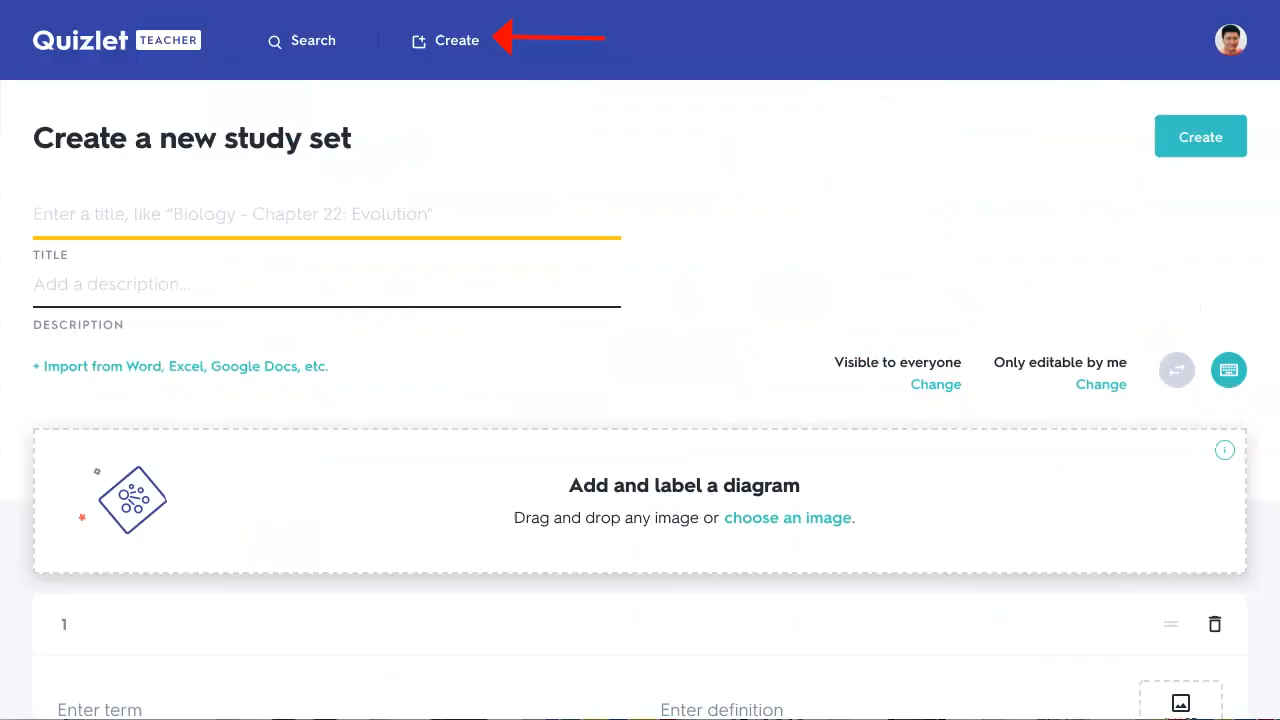 Quizlet TEACHER Search Create
Create a new study set
Create
Enter a title, like “Biology - Chapter 22: Evolution”
TITLE
Add a description...
DESCRIPTION
+ Import from Word, Excel, Google Docs, etc.
Visible to everyone
Change
Only editable by me
Change
Add and label a diagram
Drag and drop any image or choose an image.
1
Enter term
Enter definition